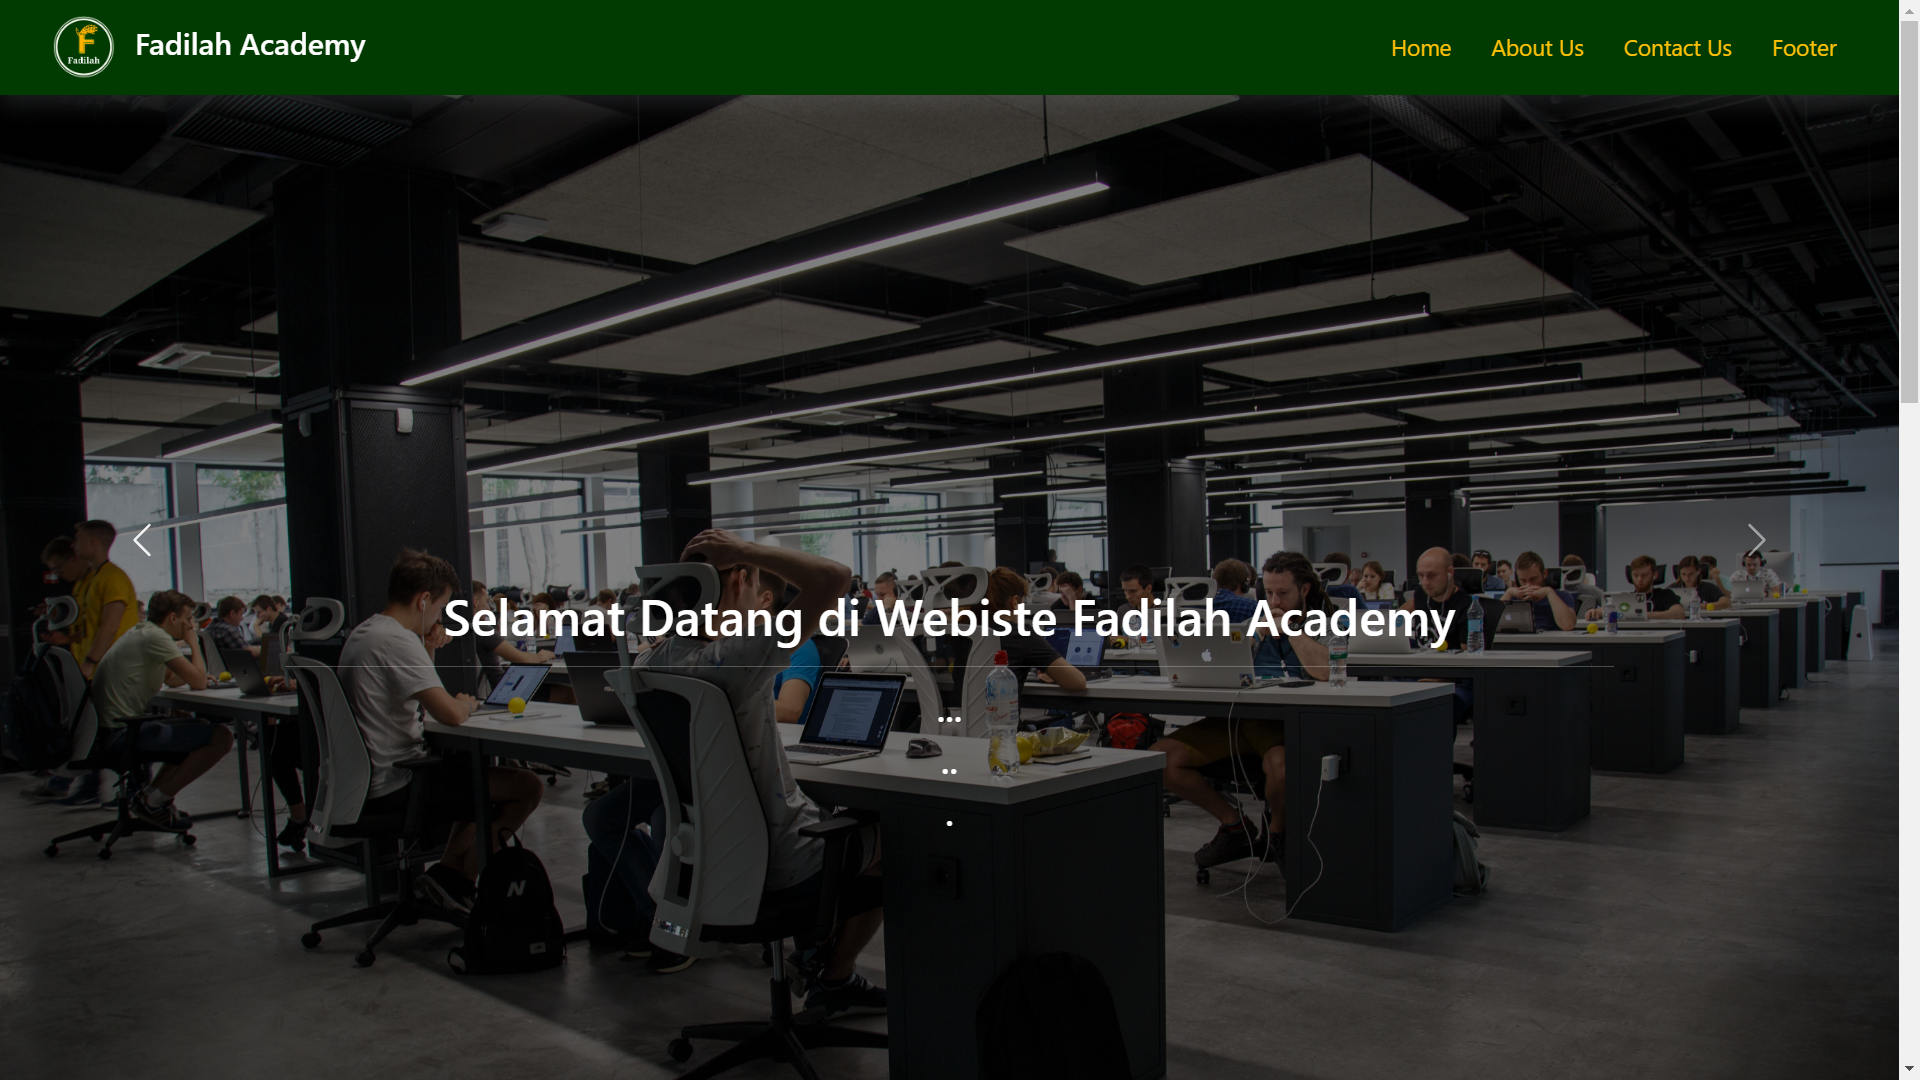 Fadilah
Fadilah Academy
Home
About Us
Contact Us
Footer
Selamat Datang di Webiste Fadilah Academy
...
..
.